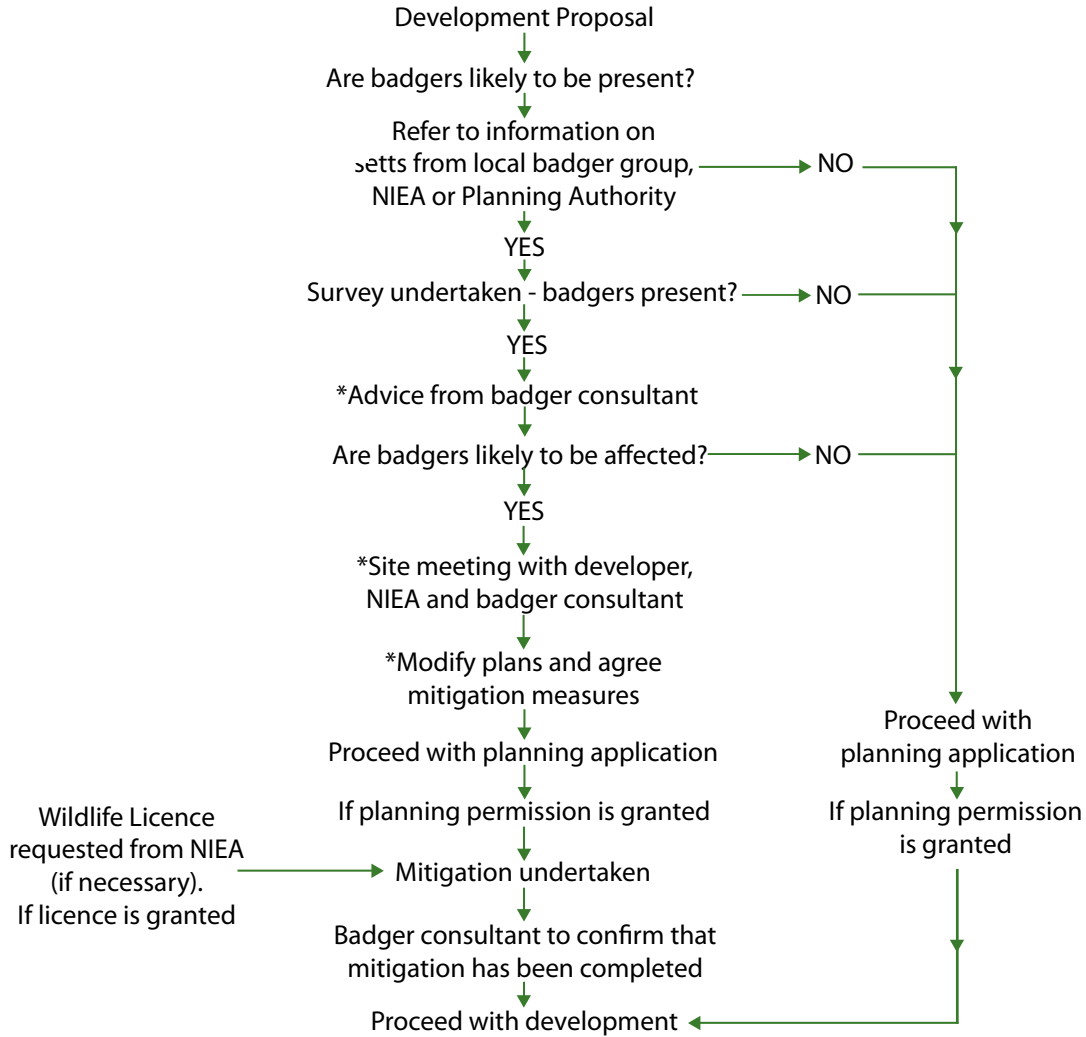 Development Proposal
Are badgers likely to be present?
Refer to information on
setts from local badger group,
NIEA or Planning Authority
NO
YES
Survey undertaken - badgers present?
NO
YES
*Advice from badger consultant
Are badgers likely to be affected?
NO
YES
*Site meeting with developer,
NIEA and badger consultant
*Modify plans and agree
mitigation measures
Proceed with planning application
If planning permission is granted
Wildlife Licence
requested from NIEA
(if necessary).
If licence is granted
Mitigation undertaken
Badger consultant to confirm that
mitigation has been completed
Proceed with development
Proceed with
planning application
If planning permission
is granted